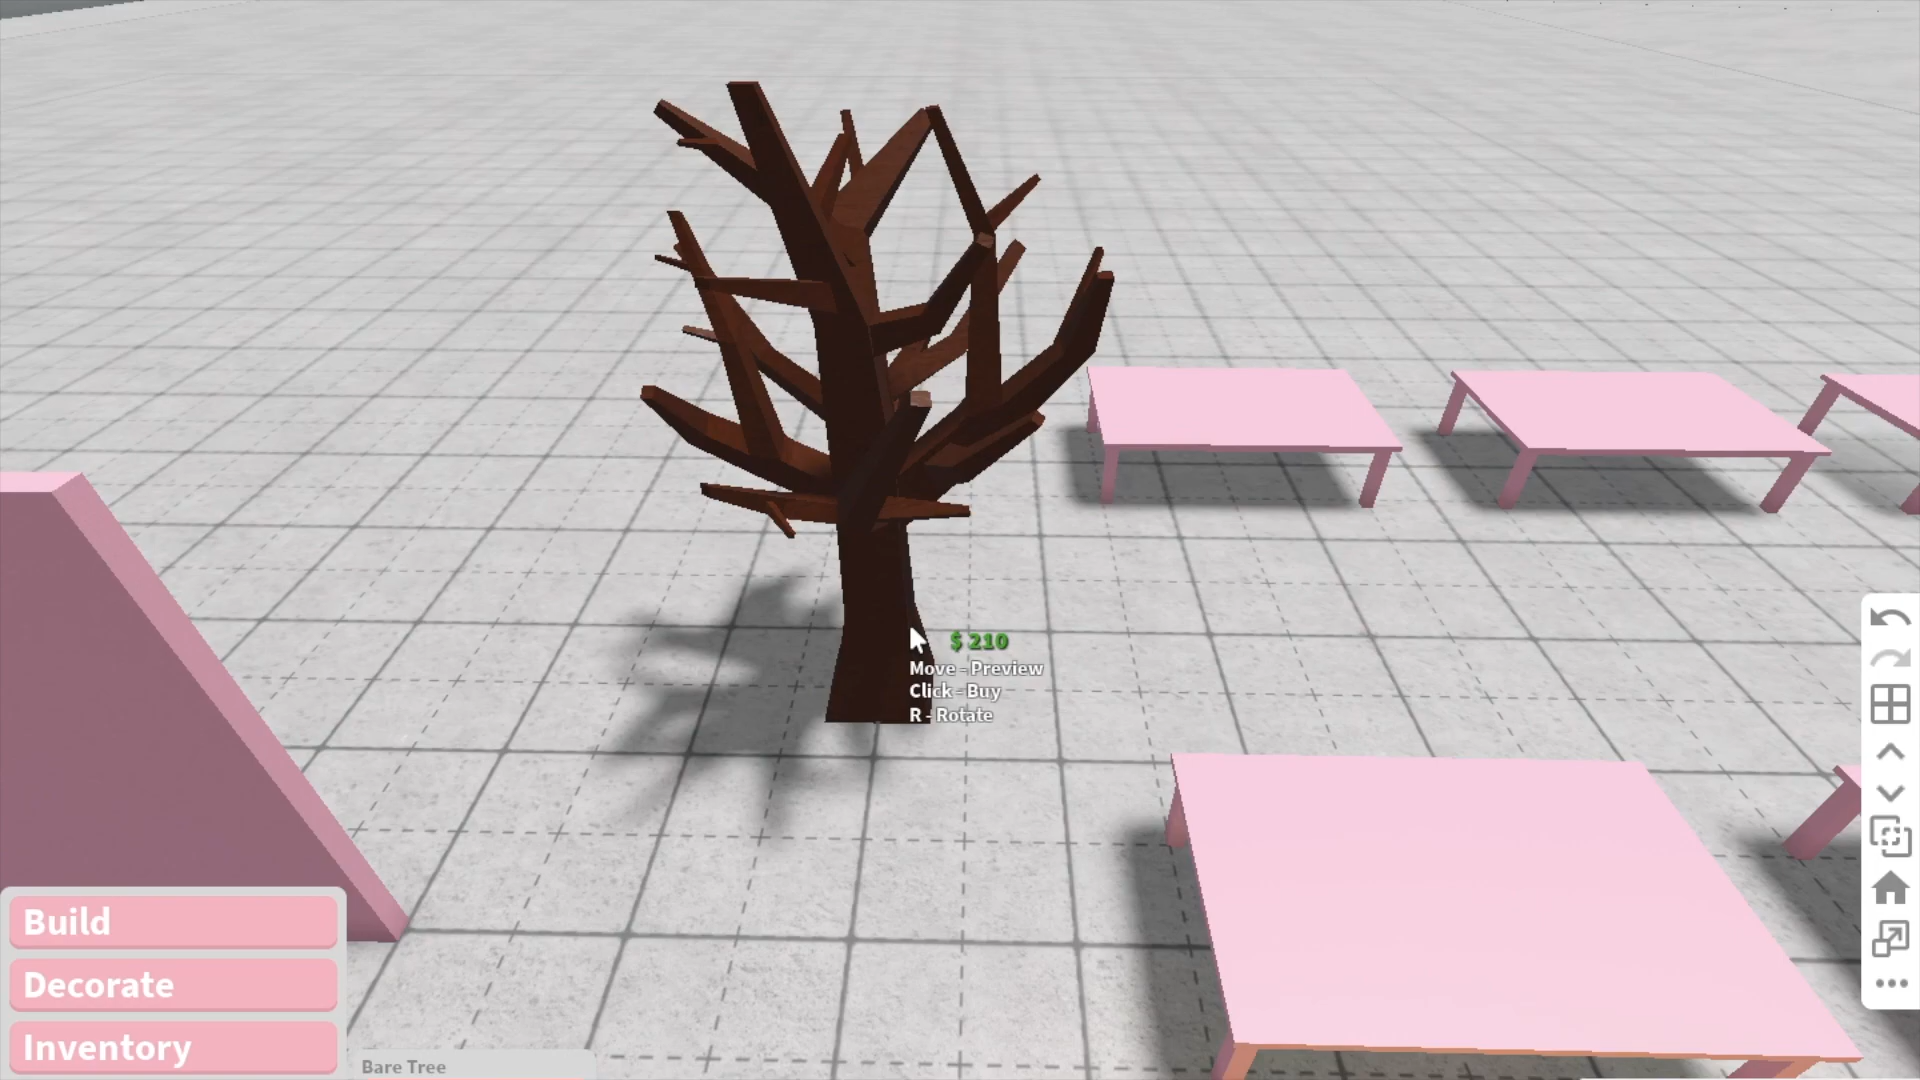 $ 210
Move - Preview
Click - Buy
R - Rotate
Build
Decorate
Inventory
Bare Tree